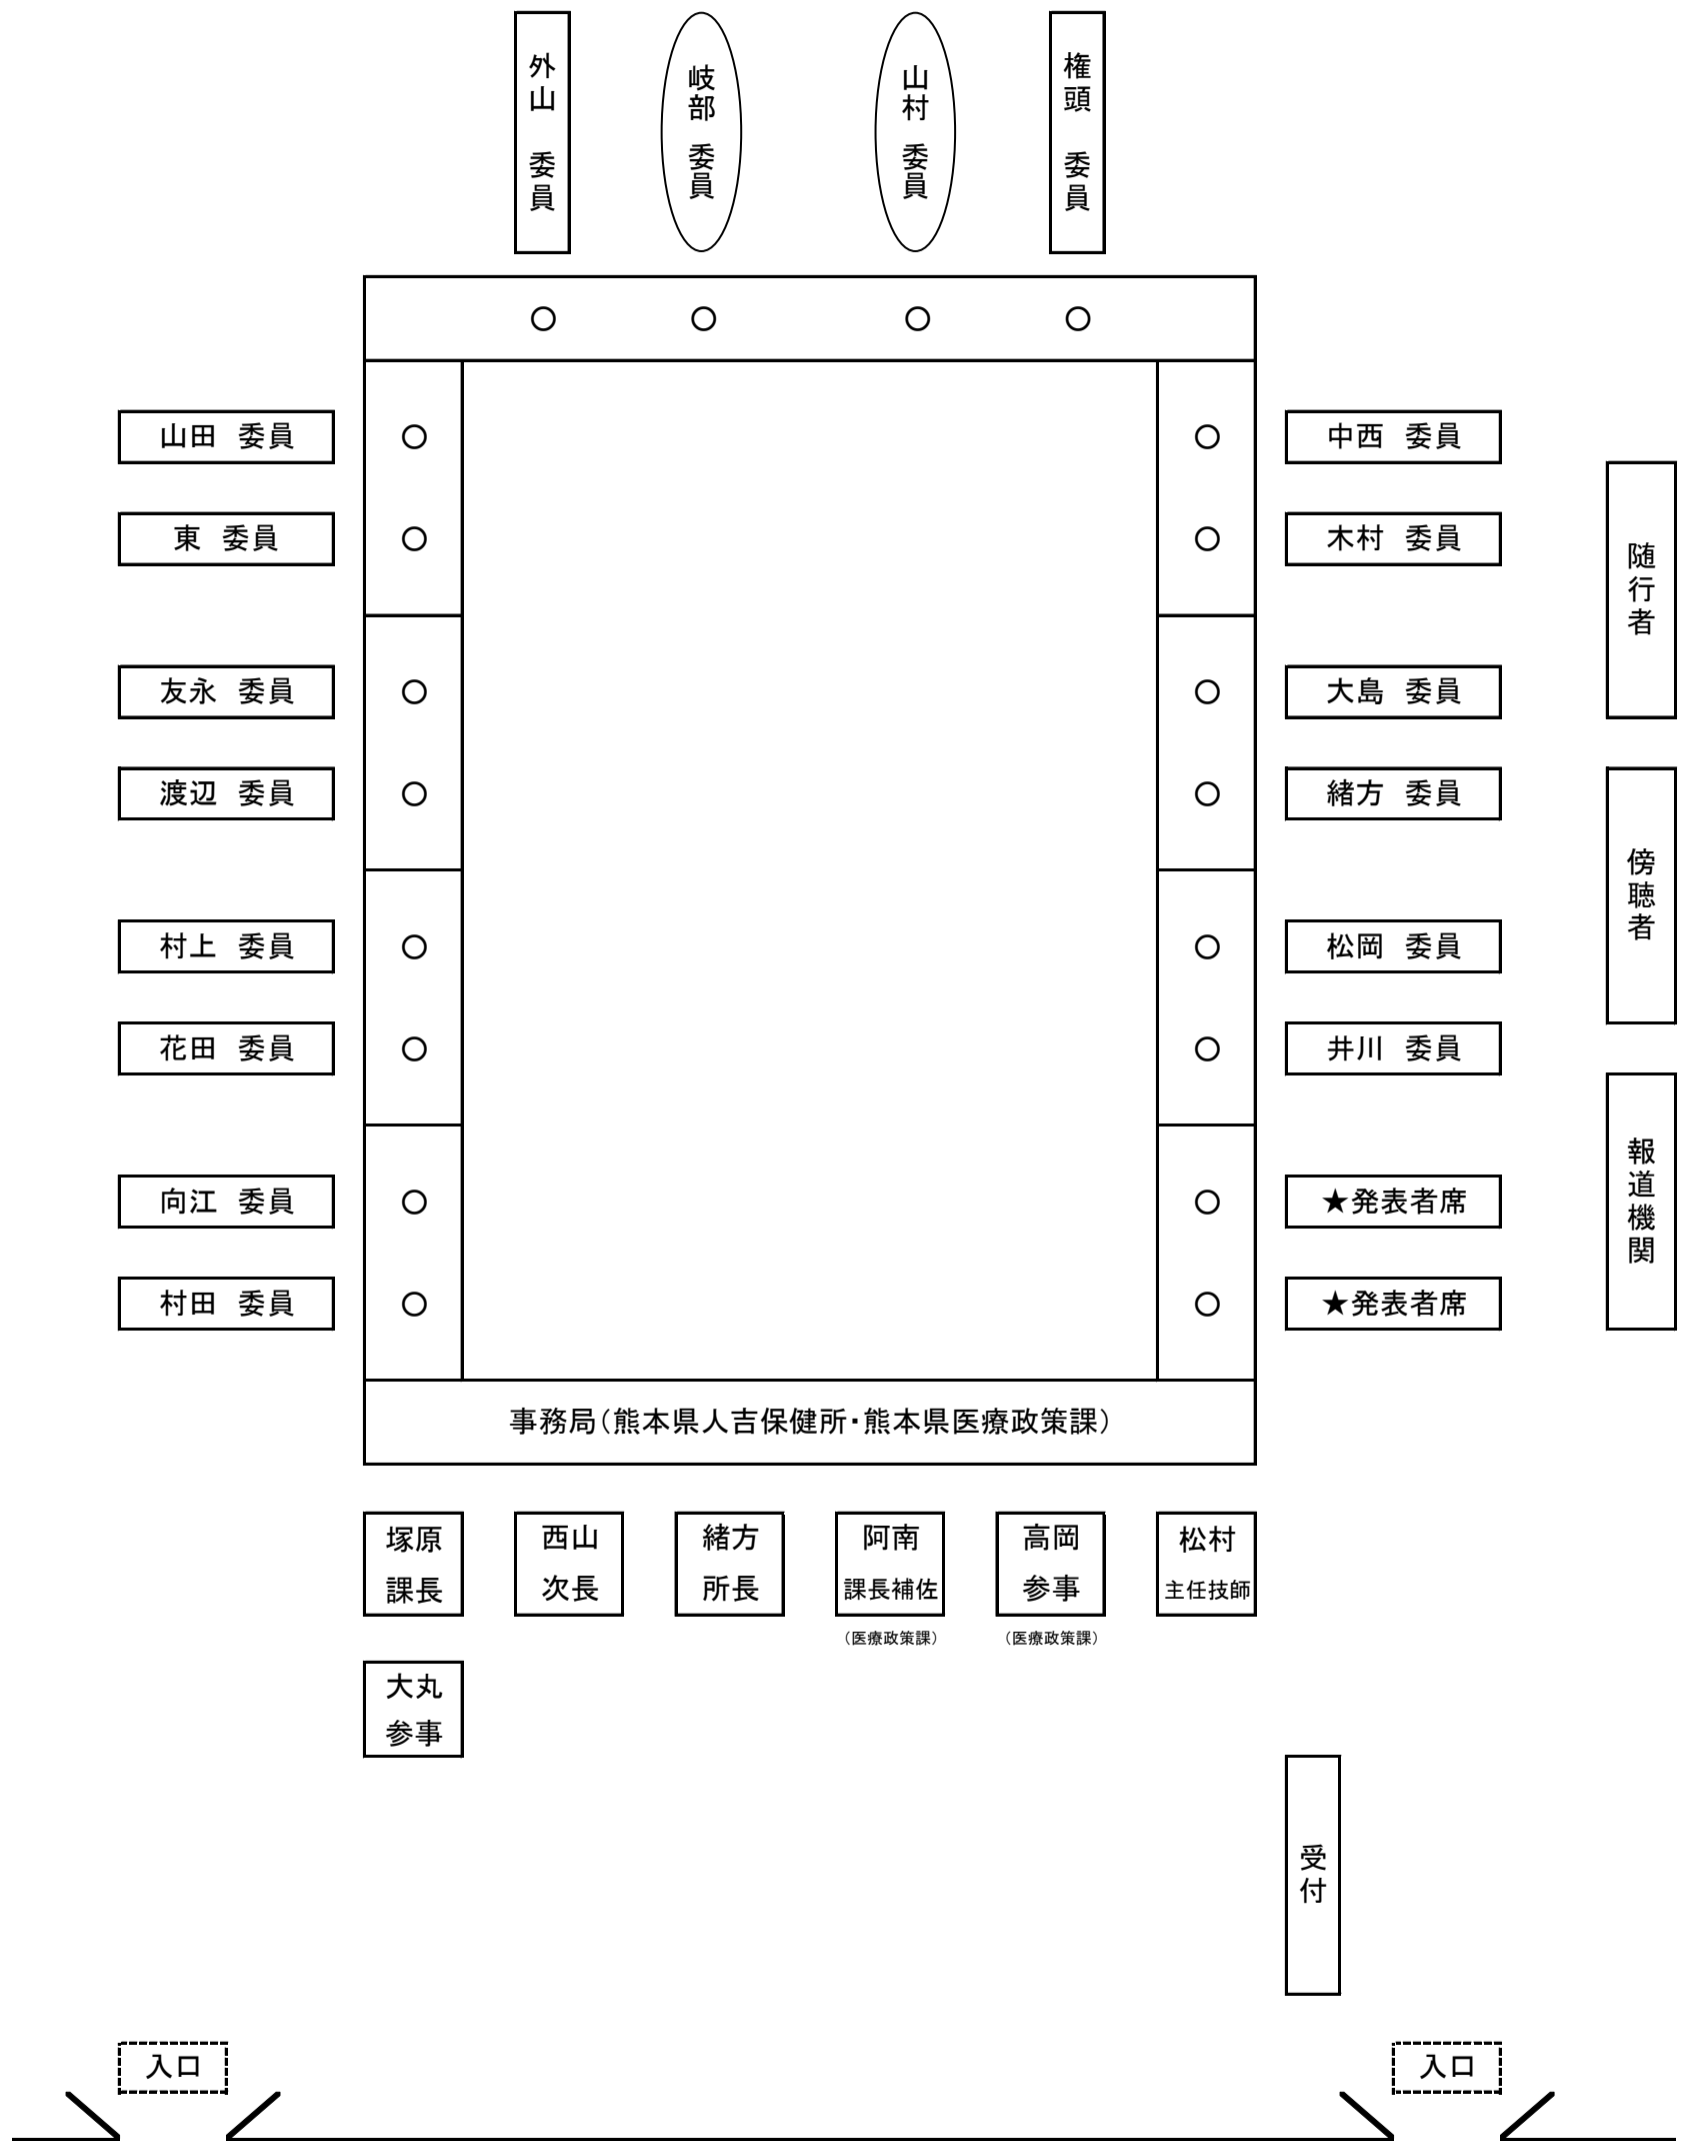 外山 委員
岐部 委員
山村 委員
権頭 委員
○ ○ ○ ○
山田 委員 ○ ○ 中西 委員
東 委員 ○ ○ 木村 委員
随行者
友永 委員 ○ ○ 大島 委員
渡辺 委員 ○ ○ 緒方 委員
傍聴者
村上 委員 ○ ○ 松岡 委員
花田 委員 ○ ○ 井川 委員
報道機関
向江 委員 ○ ○ ★発表者席
村田 委員 ○ ○ ★発表者席
事務局(熊本県人吉保健所・熊本県医療政策課)
塚原
課長
西山
次長
緒方
所長
阿南
課長補佐
(医療政策課)
高岡
参事
(医療政策課)
松村
主任技師
大丸
参事
受付
入口
入口